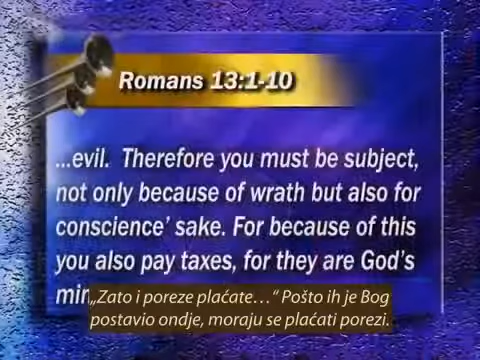 Romans 13:1-10
...evil. Therefore you must be subject,
not only because of wrath but also for
conscience’ sake. For because of this
you also pay taxes, for they are God’s
„Zato i poreze plaćate…“ Pošto ih je Bog
postavio ondje, moraju se plaćati porezi.